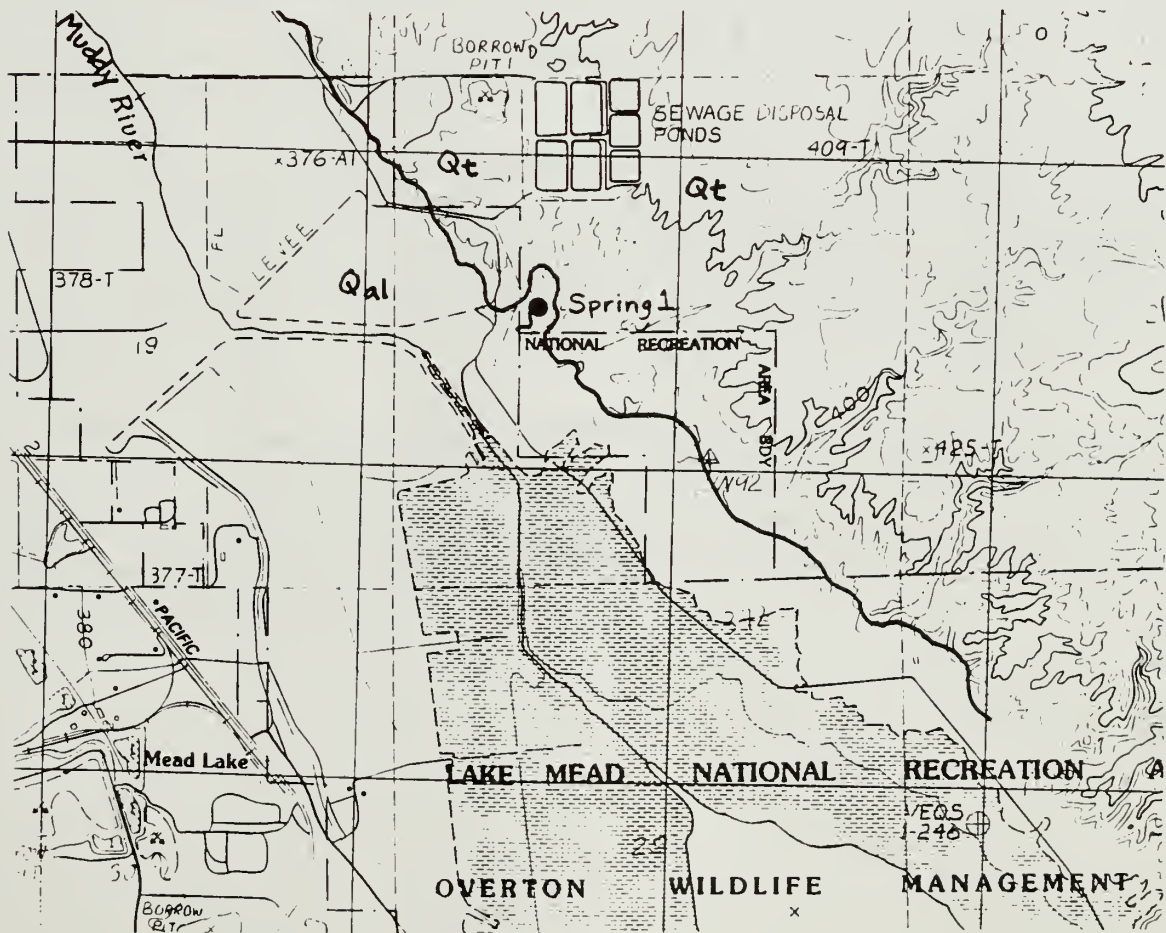 Muddy River
BORROW
PIT
SEWAGE DISPOSAL
PONDS
409-T
×376-AT
Qt
Qt
FL
LEVEE
378-T
Qal
Spring 1
19
NATIONAL RECREATION
AREA BDY
400
×425-T
377-T
380
PACIFIC
Mead Lake
LAKE MEAD NATIONAL RECREATION A
OVERTON WILDLIFE MANAGEMENT
BORROW
PIT